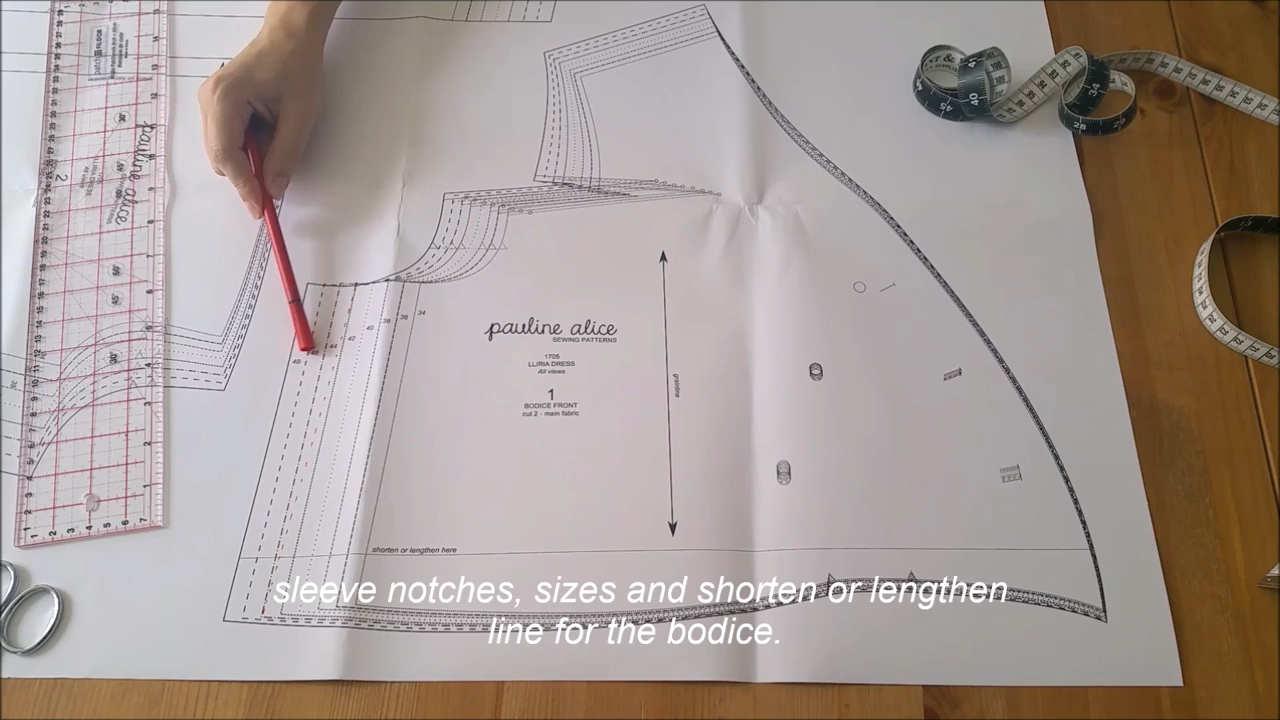 pauline alice
SEWING PATTERNS
1705
LLIRIA DRESS
All views
1
BODICE FRONT
cut 2 - main fabric
grainline
48
46
44
42
40
38
36
34
shorten or lengthen here
pauline alice
sleeve notches, sizes and shorten or lengthen
line for the bodice.